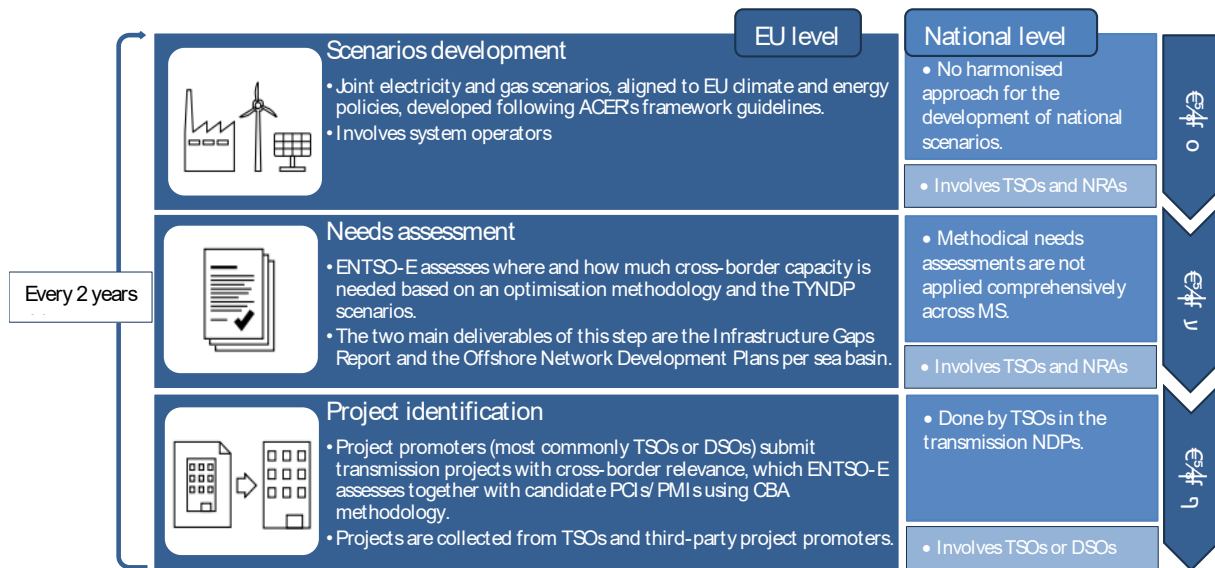 EU level
National level
Every 2 years
Scenarios development
• Joint electricity and gas scenarios, aligned to EU climate and energy
policies, developed following ACER's framework guidelines.
• Involves system operators
• No harmonised
approach for the
development of national
scenarios.
• Involves TSOs and NRAs
Needs assessment
• ENTSO-E assesses where and how much cross-border capacity is
needed based on an optimisation methodology and the TYNDP
scenarios.
• The two main deliverables of this step are the Infrastructure Gaps
Report and the Offshore Network Development Plans per sea basin.
• Methodical needs
assessments are not
applied comprehensively
across MS.
• Involves TSOs and NRAs
Project identification
• Project promoters (most commonly TSOs or DSOs) submit
transmission projects with cross-border relevance, which ENTSO-E
assesses together with candidate PCIs/ PMIs using CBA
methodology.
• Projects are collected from TSOs and third-party project promoters.
• Done by TSOs in the
transmission NDPs.
• Involves TSOs or DSOs